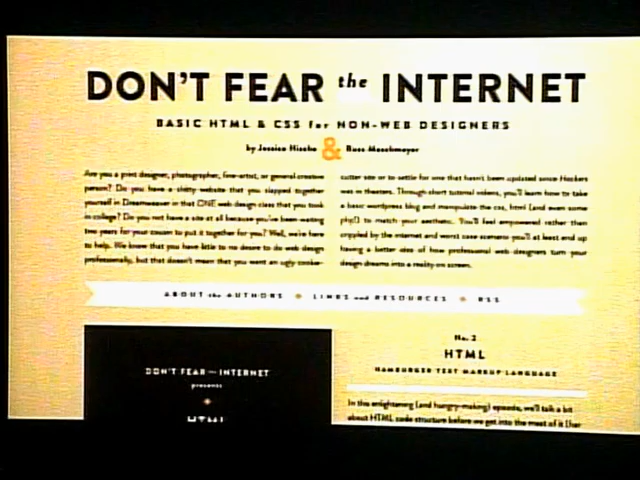 DON'T FEAR the INTERNET
BASIC HTML & CSS for NON-WEB DESIGNERS
by Jessica Hische & Russ Maschmeyer
Are you a print designer, photographer, fine-artist, or general creative
person? Do you have a shitty website that you slapped together
yourself in Dreamweaver in that ONE web design class that you took
in college? Do you not have a site at all because you've been waiting
two years for your cousin to put it together for you? Well, we're here
to help. We know that you have little to no desire to do web design
professionally, but that doesn't mean that you want an ugly cookie-
cutter site or to settle for one that hasn't been updated since Hackers
was in theaters. Through short tutorial videos, you'll learn how to take
a basic wordpress blog and manipulate the css, html (and even some
php!) to match your aesthetic. You'll feel empowered rather than
crippled by the internet and worst case scenario you'll at least end up
having a better idea of how professional web designers turn your
design dreams into a reality on screen.
ABOUT the AUTHORS LINKS and RESOURCES RSS
DON'T FEAR the INTERNET
presents
HTML
No. 2
HTML
HAMBURGER TEXT MARKUP LANGUAGE
In this enlightening (and hungry-making) episode, we'll talk a bit
about HTML code structure before we get into the meat of it (har